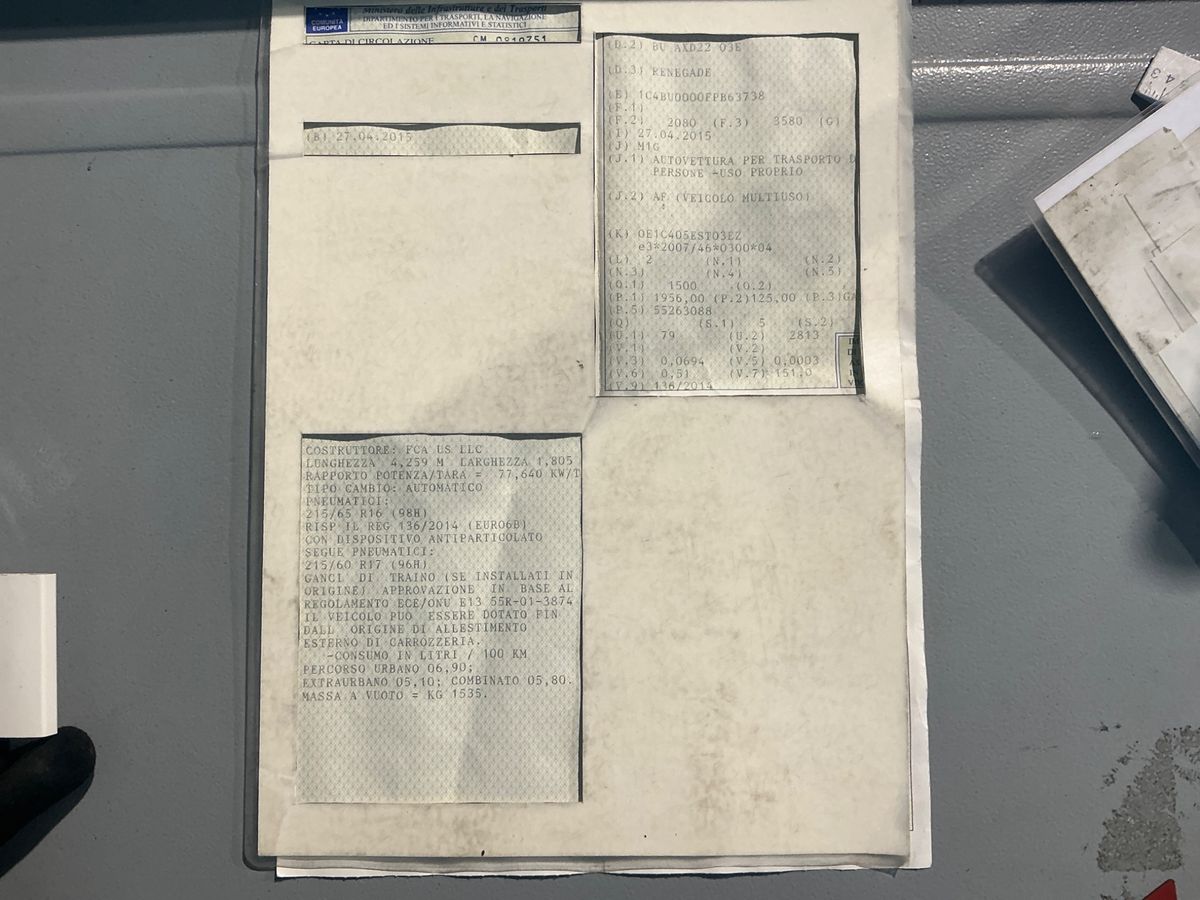 COMUNITÀ
EUROPEA
Ministero delle Infrastrutture e dei Trasporti
DIPARTIMENTO PER I TRASPORTI, LA NAVIGAZIONE
ED I SISTEMI INFORMATIVI E STATISTICI
CARTA DI CIRCOLAZIONE
(B) 27.04.2015
COSTRUTTORE: FCA US LLC
LUNGHEZZA 4,259 M LARGHEZZA 1,805
RAPPORTO POTENZA/TARA = 77,640 KW/T
TIPO CAMBIO: AUTOMATICO
PNEUMATICI:
215/65 R16 (98H)
RISP IL REG 136/2014 (EURO6B)
CON DISPOSITIVO ANTIPARTICOLATO
SEGUE PNEUMATICI:
215/60 R17 (96H)
GANCI DI TRAINO (SE INSTALLATI IN
ORIGINE) APPROVAZIONE IN BASE AL
REGOLAMENTO ECE/ONU E13 55R-01-3874
IL VEICOLO PUO' ESSERE DOTATO FIN
DALL' ORIGINE DI ALLESTIMENTO
ESTERNO DI CARROZZERIA.
-CONSUMO IN LITRI / 100 KM
PERCORSO URBANO 06,90;
EXTRAURBANO 05,10; COMBINATO 05,80.
MASSA A VUOTO = KG 1535.
(D.2) BU AXD22 03E
(D.3) RENEGADE
(E) 1C4BU0000FPB63738
(F.1)
(F.2) 2080 (F.3) 3580 (G)
(I) 27.04.2015
(J) M1G
(J.1) AUTOVETTURA PER TRASPORTO D
PERSONE -USO PROPRIO
(J.2) AF (VEICOLO MULTIUSO)
(K) OE1C405EST03EZ
e3*2007/46*0300*04
(L) 2 (N.1) (N.2)
(N.3) (N.4) (N.5)
(O.1) 1500 (O.2)
(P.1) 1956,00 (P.2)125,00 (P.3)GA
(P.5) 55263088
(Q) (S.1) 5 (S.2)
(U.1) 79 (U.2) 2813
(V.1) (V.2)
(V.3) 0,0694 (V.5) 0,0003
(V.6) 0,51 (V.7) 151,0
(V.9) 136/2014